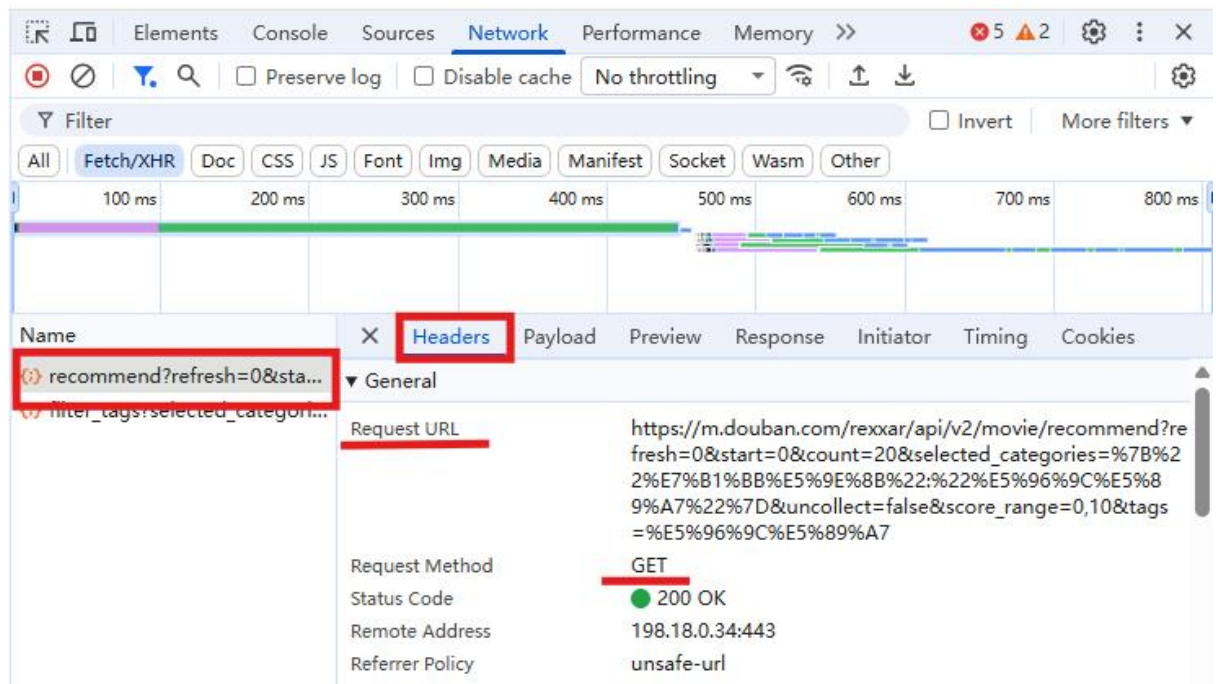 Elements Console Sources Network Performance Memory >> 5 2
Preserve log Disable cache No throttling
Filter Invert More filters
All Fetch/XHR Doc CSS JS Font Img Media Manifest Socket Wasm Other
100 ms 200 ms 300 ms 400 ms 500 ms 600 ms 700 ms 800 ms
Name Headers Payload Preview Response Initiator Timing Cookies
recommend?refresh=0&sta...
filter_tags?selected_categori...
General
Request URL https://m.douban.com/rexxar/api/v2/movie/recommend?re
fresh=0&start=0&count=20&selected_categories=%7B%2
2%E7%B1%BB%E5%9E%8B%22:%22%E5%96%9C%E5%8
9%A7%22%7D&uncollect=false&score_range=0,10&tags
=%E5%96%9C%E5%89%A7
Request Method GET
Status Code 200 OK
Remote Address 198.18.0.34:443
Referrer Policy unsafe-url